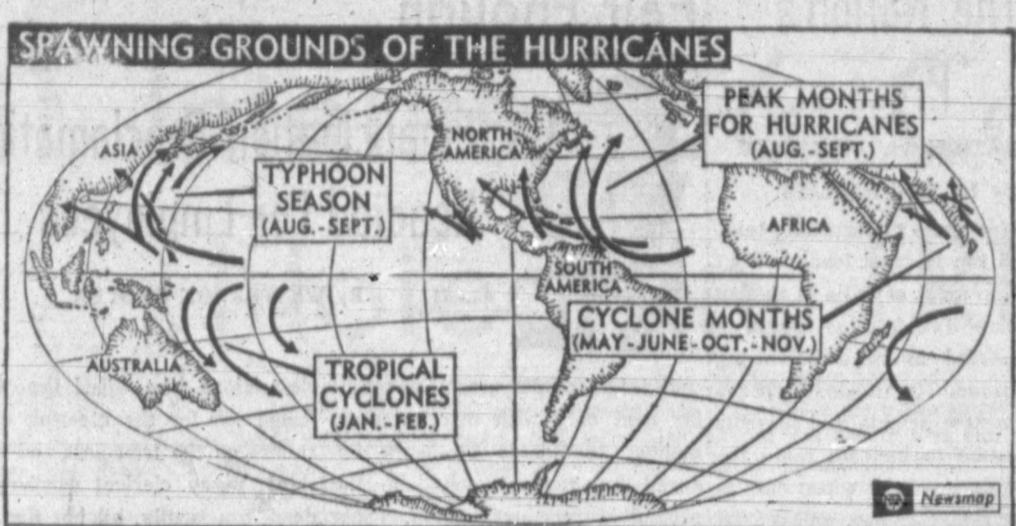 SPAWNING GROUNDS OF THE HURRICANES
PEAK MONTHS
FOR HURRICANES
(AUG.-SEPT.)
ASIA
NORTH
AMERICA
TYPHOON
SEASON
(AUG.-SEPT.)
AFRICA
SOUTH
AMERICA
CYCLONE MONTHS
(MAY-JUNE-OCT.-NOV.)
AUSTRALIA
TROPICAL
CYCLONES
(JAN.-FEB.)
Newsmap